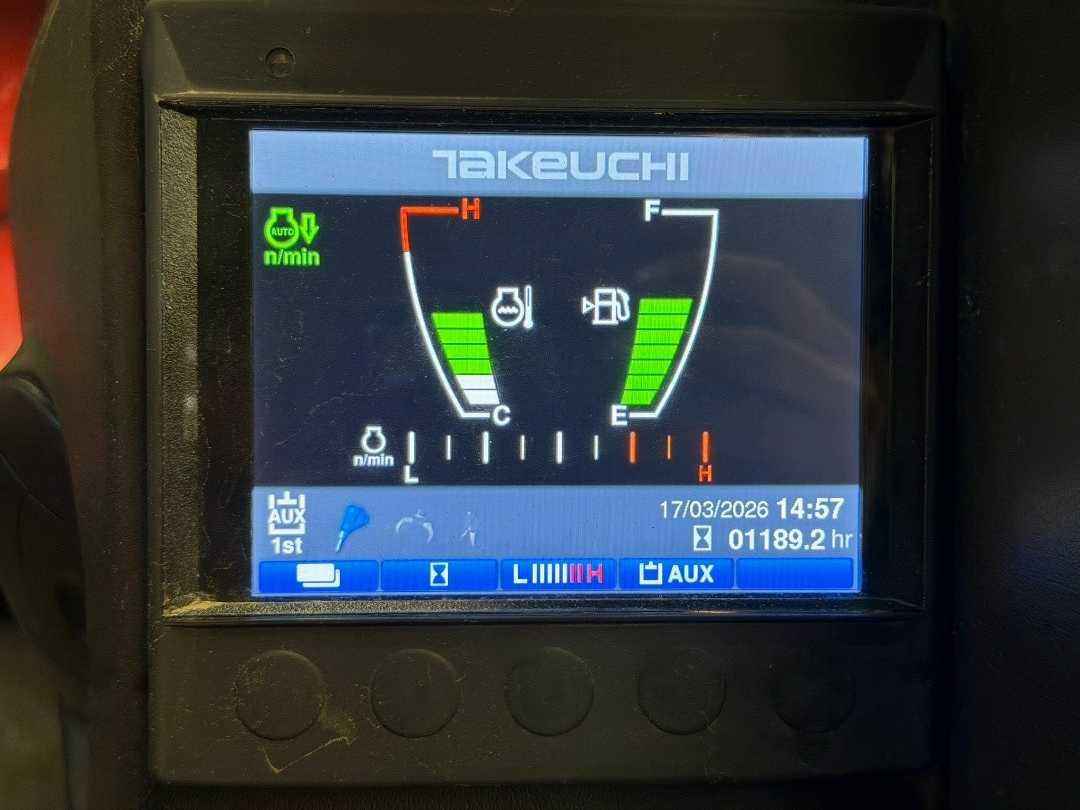 TAKEUCHI
H F
AUTO
n/min
C E
n/min
L H
AUX
1st
17/03/2026 14:57
01189.2 hr
L H AUX